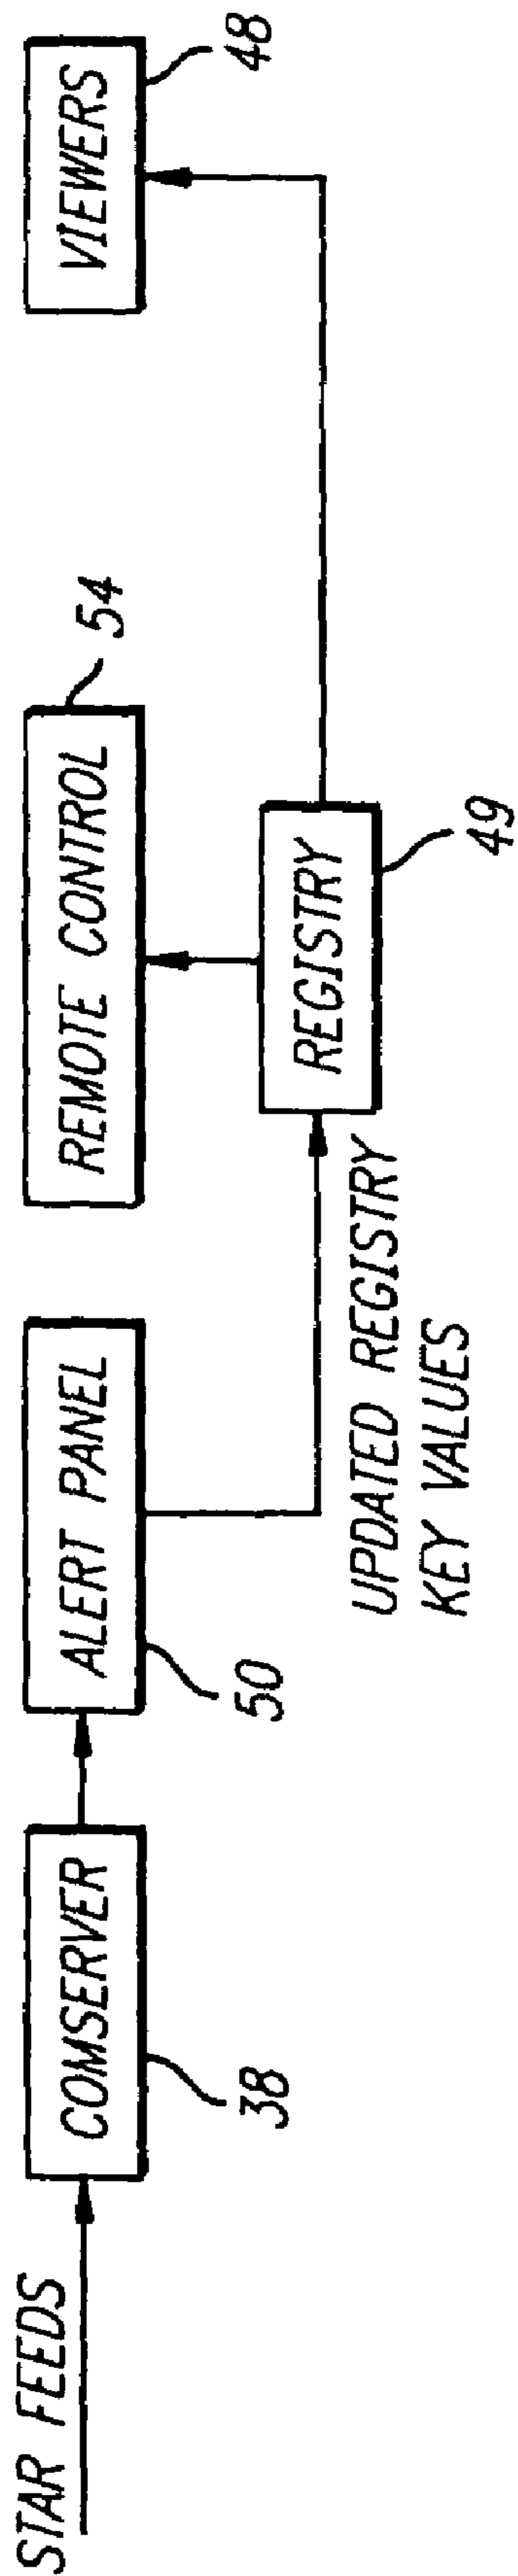 STAR FEEDS
COMSERVER
38
ALERT PANEL
50
UPDATED REGISTRY
KEY VALUES
REMOTE CONTROL
54
REGISTRY
49
VIEWERS
48